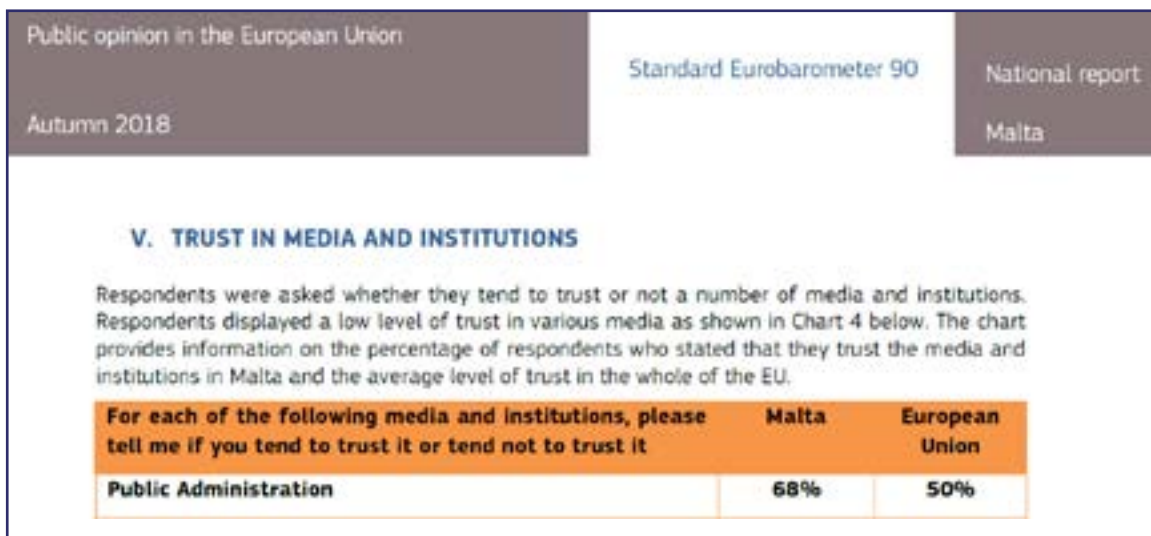 Public opinion in the European Union
Standard Eurobarometer 90
National report
Autumn 2018
Malta
V. TRUST IN MEDIA AND INSTITUTIONS
Respondents were asked whether they tend to trust or not a number of media and institutions.
Respondents displayed a low level of trust in various media as shown in Chart 4 below. The chart
provides information on the percentage of respondents who stated that they trust the media and
institutions in Malta and the average level of trust in the whole of the EU.
For each of the following media and institutions, please Malta European
tell me if you tend to trust it or tend not to trust it Union
Public Administration 68% 50%